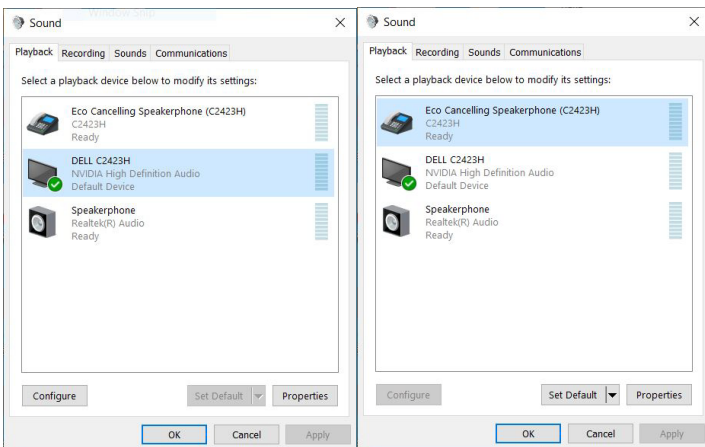 Window Snip
Sound
Playback Recording Sounds Communications
Select a playback device below to modify its settings:
Eco Cancelling Speakerphone (C2423H)
C2423H
Ready
DELL C2423H
NVIDIA High Definition Audio
Default Device
Speakerphone
Realtek(R) Audio
Ready
Configure Set Default Properties
OK Cancel Apply
Sound
Playback Recording Sounds Communications
Select a playback device below to modify its settings:
Eco Cancelling Speakerphone (C2423H)
C2423H
Ready
DELL C2423H
NVIDIA High Definition Audio
Default Device
Speakerphone
Realtek(R) Audio
Ready
Configure Set Default Properties
OK Cancel Apply